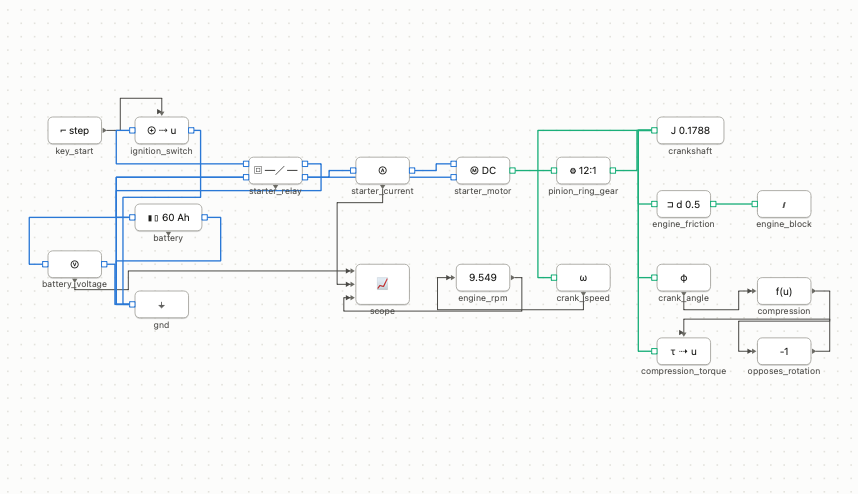 step
key_start
→ u
ignition_switch
starter_relay
A
starter_current
M DC
starter_motor
12:1
pinion_ring_gear
J 0.1788
crankshaft
60 Ah
battery
d 0.5
engine_friction
engine_block
V
battery_voltage
gnd
scope
9.549
engine_rpm
ω
crank_speed
ϕ
crank_angle
f(u)
compression
τ ⇢ u
compression_torque
-1
opposes_rotation